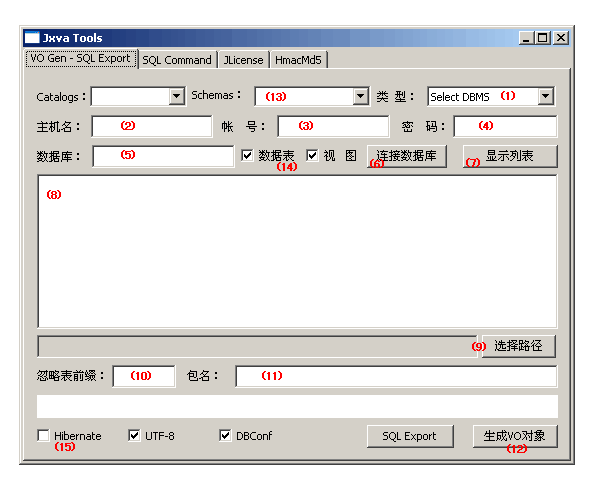 Jxva Tools
VO Gen - SQL Export SQL Command JLicense HmacMd5
Catalogs： Schemas： (13) 类 型： Select DBMS (1)
主机名： (2) 帐 号： (3) 密 码： (4)
数据库： (5) 数据表 (14) 视 图 连接数据库 (6) 显示列表 (7)
(8)
(9) 选择路径
忽略表前缀： (10) 包名： (11)
Hibernate (15) UTF-8 DBConf SQL Export 生成VO对象 (12)